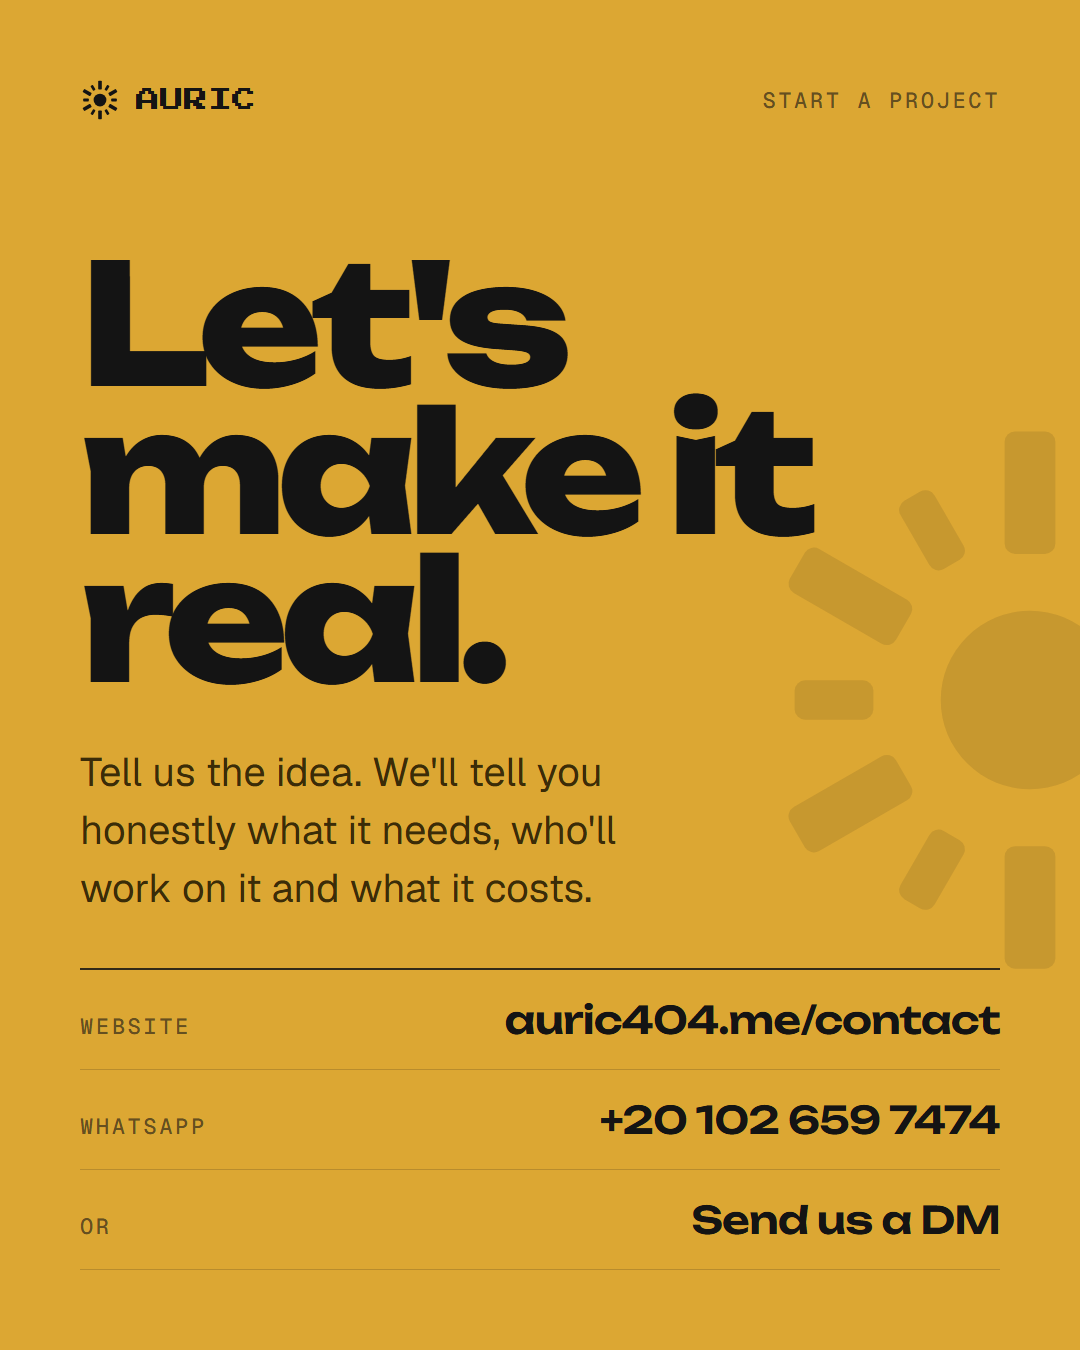 AURIC
START A PROJECT
Let's
make it
real.
Tell us the idea. We'll tell you
honestly what it needs, who'll
work on it and what it costs.
WEBSITE
auric404.me/contact
WHATSAPP
+20 102 659 7474
OR
Send us a DM